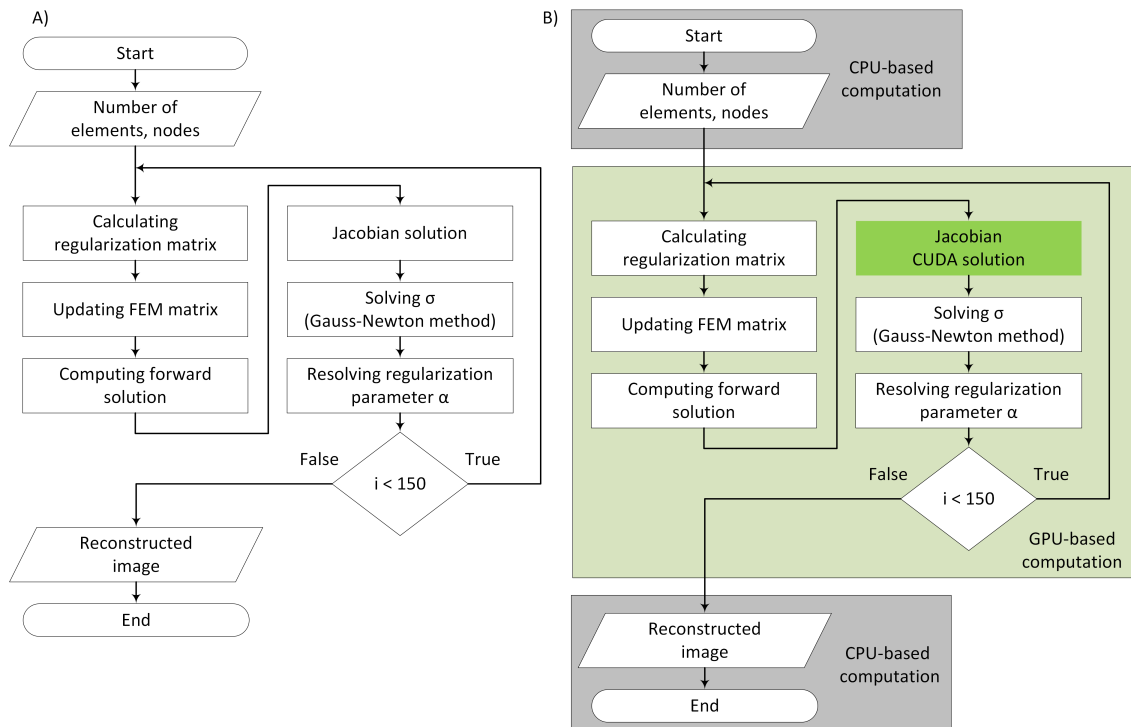 A)
Start
Number of
elements, nodes
Calculating
regularization matrix
Updating FEM matrix
Computing forward
solution
Jacobian solution
Solving σ
(Gauss-Newton method)
Resolving regularization
parameter α
False
True
i < 150
Reconstructed
image
End
B)
Start
CPU-based
computation
Number of
elements, nodes
Calculating
regularization matrix
Updating FEM matrix
Computing forward
solution
Jacobian
CUDA solution
Solving σ
(Gauss-Newton method)
Resolving regularization
parameter α
False
True
i < 150
GPU-based
computation
Reconstructed
image
CPU-based
computation
End